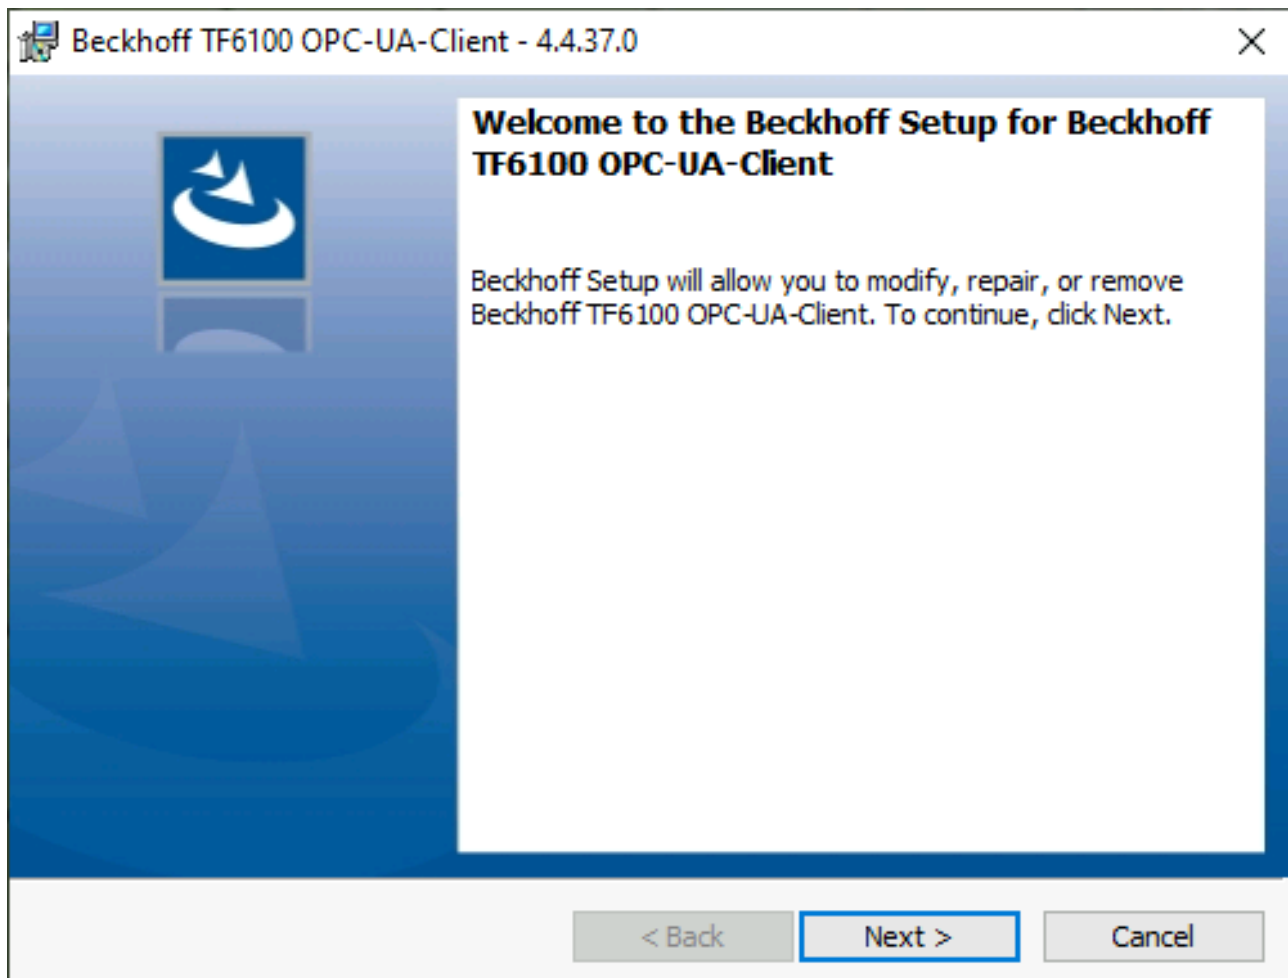 Beckhoff TF6100 OPC-UA-Client - 4.4.37.0
Welcome to the Beckhoff Setup for Beckhoff
TF6100 OPC-UA-Client
Beckhoff Setup will allow you to modify, repair, or remove
Beckhoff TF6100 OPC-UA-Client. To continue, click Next.
< Back
Next >
Cancel